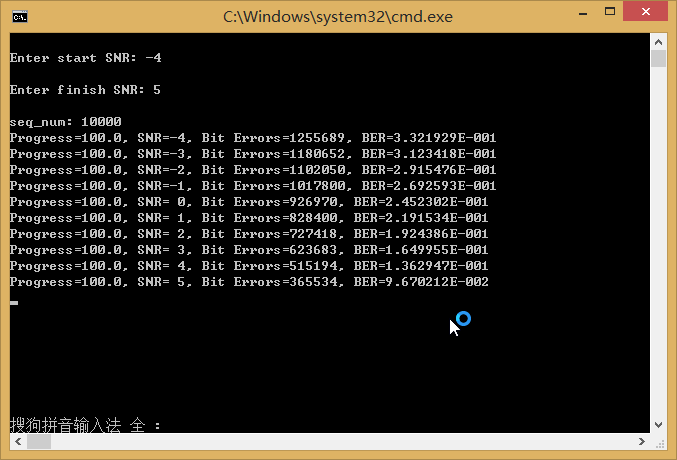 C:\Windows\system32\cmd.exe
Enter start SNR: -4
Enter finish SNR: 5
seq_num: 10000
Progress=100.0, SNR=-4, Bit Errors=1255689, BER=3.321929E-001
Progress=100.0, SNR=-3, Bit Errors=1180652, BER=3.123418E-001
Progress=100.0, SNR=-2, Bit Errors=1102050, BER=2.915476E-001
Progress=100.0, SNR=-1, Bit Errors=1017800, BER=2.692593E-001
Progress=100.0, SNR= 0, Bit Errors=926970, BER=2.452302E-001
Progress=100.0, SNR= 1, Bit Errors=828400, BER=2.191534E-001
Progress=100.0, SNR= 2, Bit Errors=727418, BER=1.924386E-001
Progress=100.0, SNR= 3, Bit Errors=623683, BER=1.649955E-001
Progress=100.0, SNR= 4, Bit Errors=515194, BER=1.362947E-001
Progress=100.0, SNR= 5, Bit Errors=365534, BER=9.670212E-002
搜狗拼音输入法 全 :